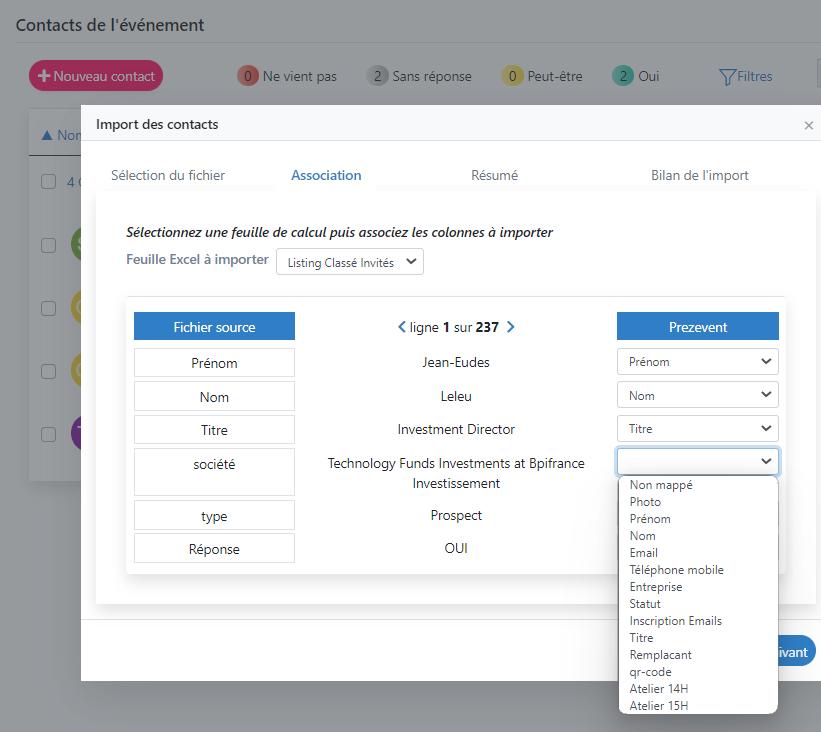 Contacts de l'événement
Nouveau contact
0 Ne vient pas
2 Sans réponse
0 Peut-être
2 Oui
Filtres
Import des contacts
×
Sélection du fichier
Association
Résumé
Bilan de l'import
Sélectionnez une feuille de calcul puis associez les colonnes à importer
Feuille Excel à importer
Listing Classé Invités
Fichier source
ligne 1 sur 237
Prezevent
Prénom
Jean-Eudes
Prénom
Nom
Leleu
Nom
Titre
Investment Director
Titre
société
Technology Funds Investments at Bpifrance
Investissement
type
Prospect
Réponse
OUI
Non mappé
Photo
Prénom
Nom
Email
Téléphone mobile
Entreprise
Statut
Inscription Emails
Titre
Remplacant
qr-code
Atelier 14H
Atelier 15H